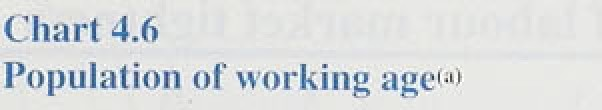 Chart 4.6
Population of working age(a)